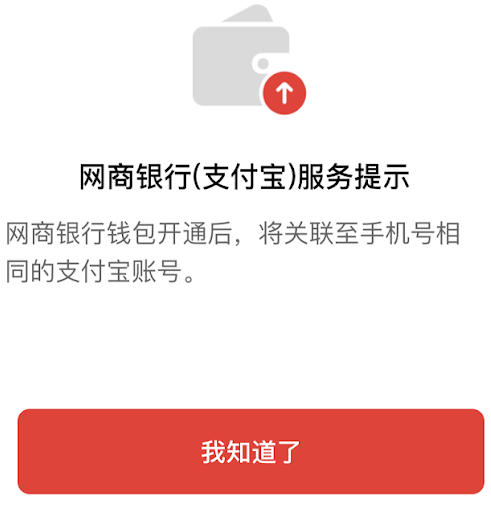 网商银行(支付宝)服务提示
网商银行钱包开通后，将关联至手机号相
同的支付宝账号。
我知道了